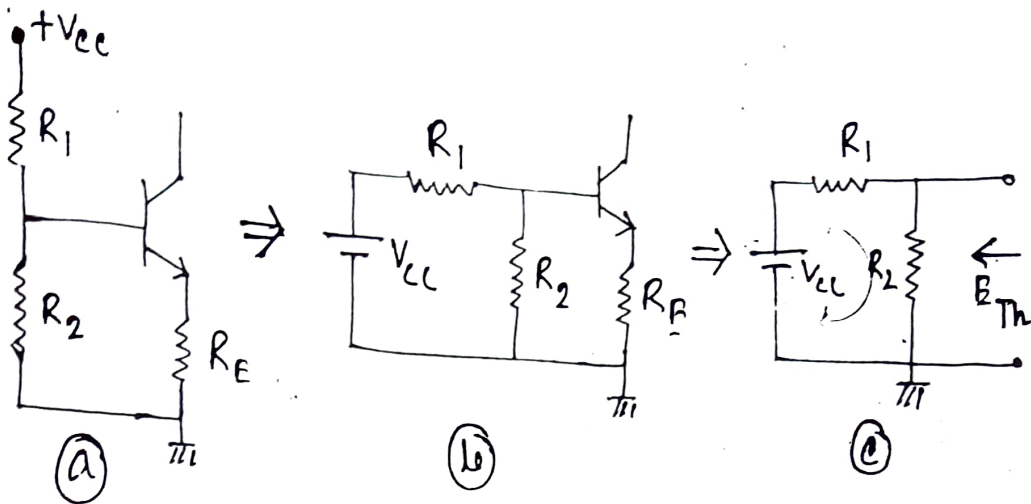 +Vcc
R1
R2
RE
(a)
⇒
R1
Vcc
R2
RE
(b)
⇒
R1
Vcc
R2
ETh
(c)